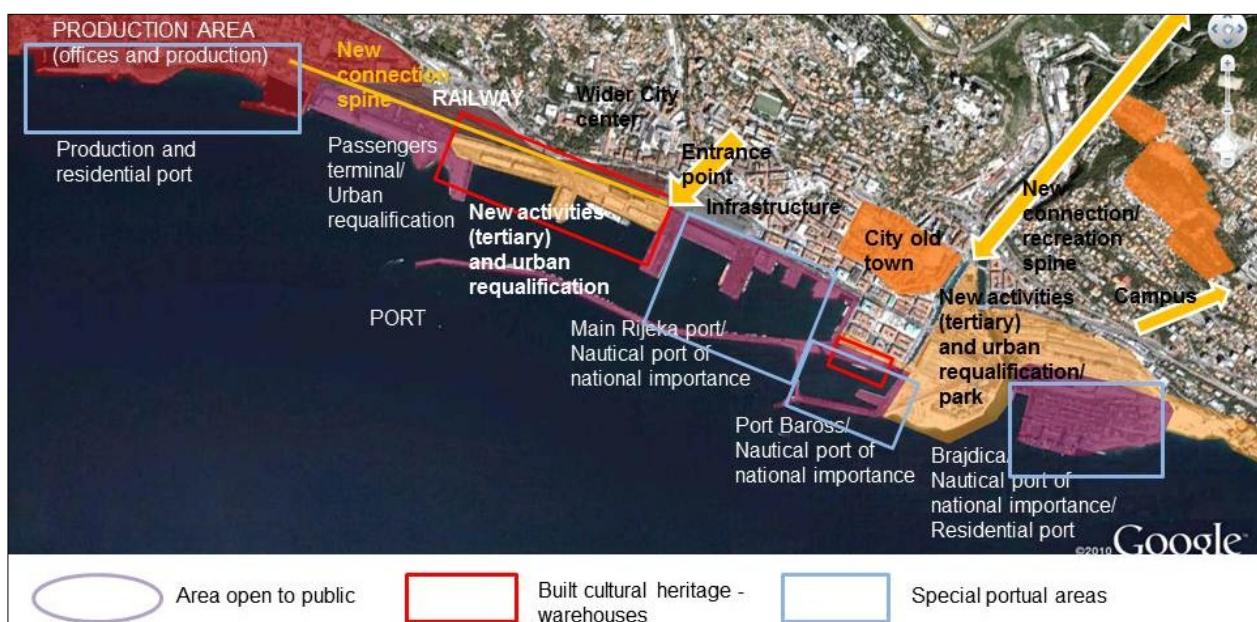 PRODUCTION AREA
(offices and production)
New
connection
spine
RAILWAY
Wider City
center
Production and
residential port
Passengers
terminal/
Urban
requalification
Entrance
point
Infrastructure
New activities
(tertiary)
and urban
requalification
City old
town
New
connection/
recreation
spine
Campus
PORT
Main Rijeka port/
Nautical port of
national importance
New activities
(tertiary)
and urban
requalification/
park
Port Baross/
Nautical port of
national importance
Brajdica/
Nautical port of
national importance/
Residential port
©2010 Google
Area open to public
Built cultural heritage -
warehouses
Special portual areas